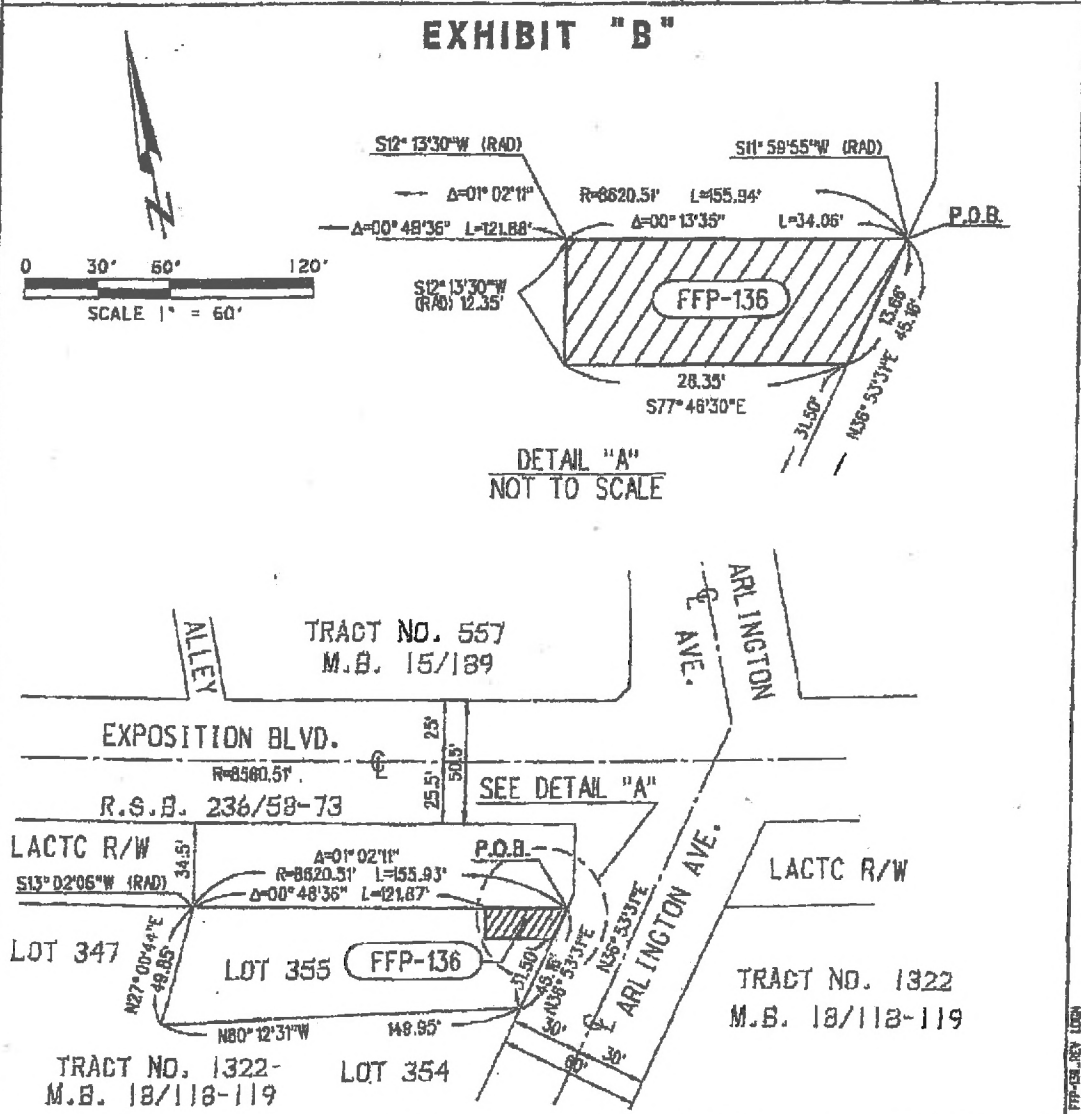 EXHIBIT "B"
S12° 13'30"W (RAD)
S11° 59'55"W (RAD)
Δ=01° 02'11" R=8620.51' L=155.94'
Δ=00° 48'36" L=121.88' Δ=00° 13'35" L=34.06'
P.O.B.
0 30' 60' 120'
SCALE 1" = 60'
S12° 13'30"W
(RAD) 12.35'
FFP-136
13.66'
45.16'
N36° 53'31"E
31.50'
28.35'
S77° 46'30"E
DETAIL "A"
NOT TO SCALE
ALLEY
TRACT NO. 557
M.B. 15/189
℄ AVE.
ARLINGTON
EXPOSITION BLVD.
℄
R=8580.51'
25'
50.5'
25.5'
R.S.B. 236/58-73
SEE DETAIL "A"
LACTC R/W
34.5'
S13° 02'06"W (RAD)
Δ=01° 02'11"
R=8620.51' L=155.93'
Δ=00° 48'36" L=121.87'
P.O.B.
LACTC R/W
N27° 00'44"E
49.85'
LOT 347
LOT 355
FFP-136
31.50'
45.16'
N36° 53'31"E
N36° 53'31"E
℄ ARLINGTON AVE.
TRACT NO. 1322
M.B. 18/118-119
N80° 12'31"W 149.95'
30'
30'
60'
TRACT NO. 1322-
M.B. 18/118-119
LOT 354